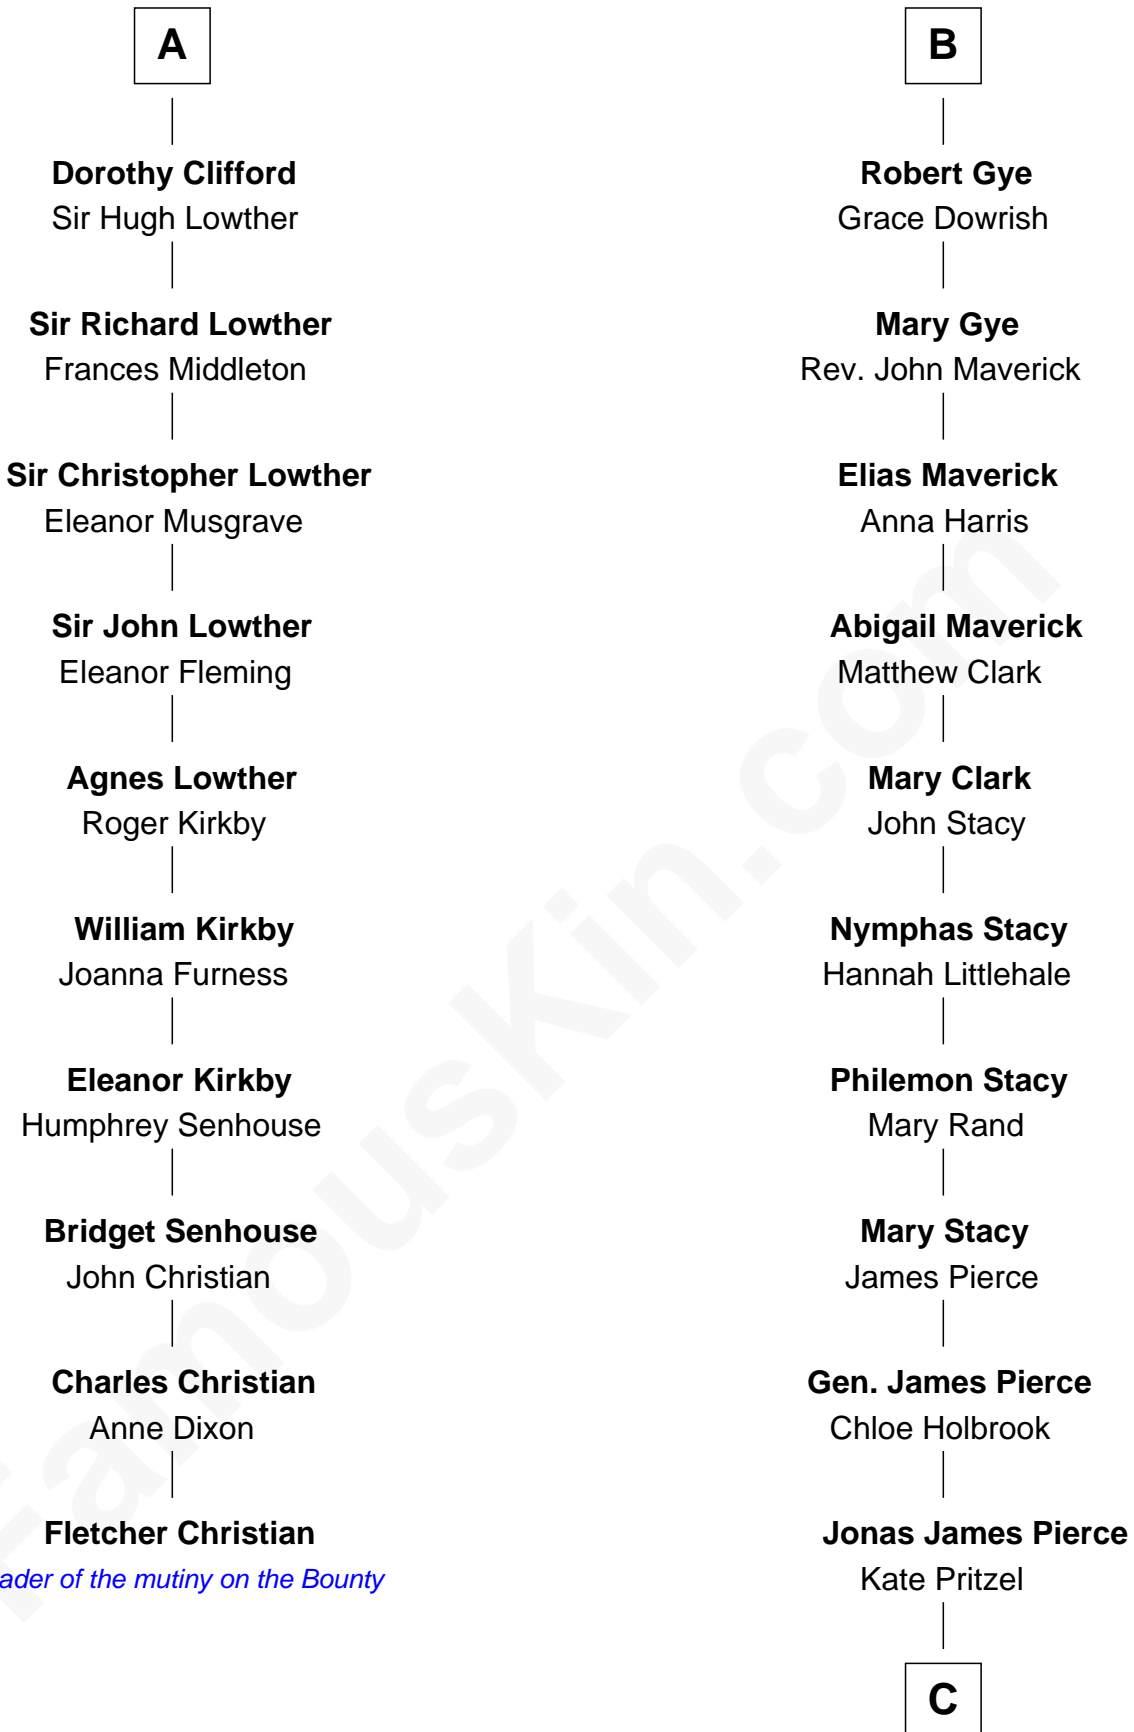 A
Dorothy Clifford
Sir Hugh Lowther
Sir Richard Lowther
Frances Middleton
Sir Christopher Lowther
Eleanor Musgrave
Sir John Lowther
Eleanor Fleming
Agnes Lowther
Roger Kirkby
William Kirkby
Joanna Furness
Eleanor Kirkby
Humphrey Senhouse
Bridget Senhouse
John Christian
Charles Christian
Anne Dixon
Fletcher Christian
ader of the mutiny on the Bounty
B
Robert Gye
Grace Dowrish
Mary Gye
Rev. John Maverick
Elias Maverick
Anna Harris
Abigail Maverick
Matthew Clark
Mary Clark
John Stacy
Nymphas Stacy
Hannah Littlehale
Philemon Stacy
Mary Rand
Mary Stacy
James Pierce
Gen. James Pierce
Chloe Holbrook
Jonas James Pierce
Kate Pritzel
C
FamousKin.com